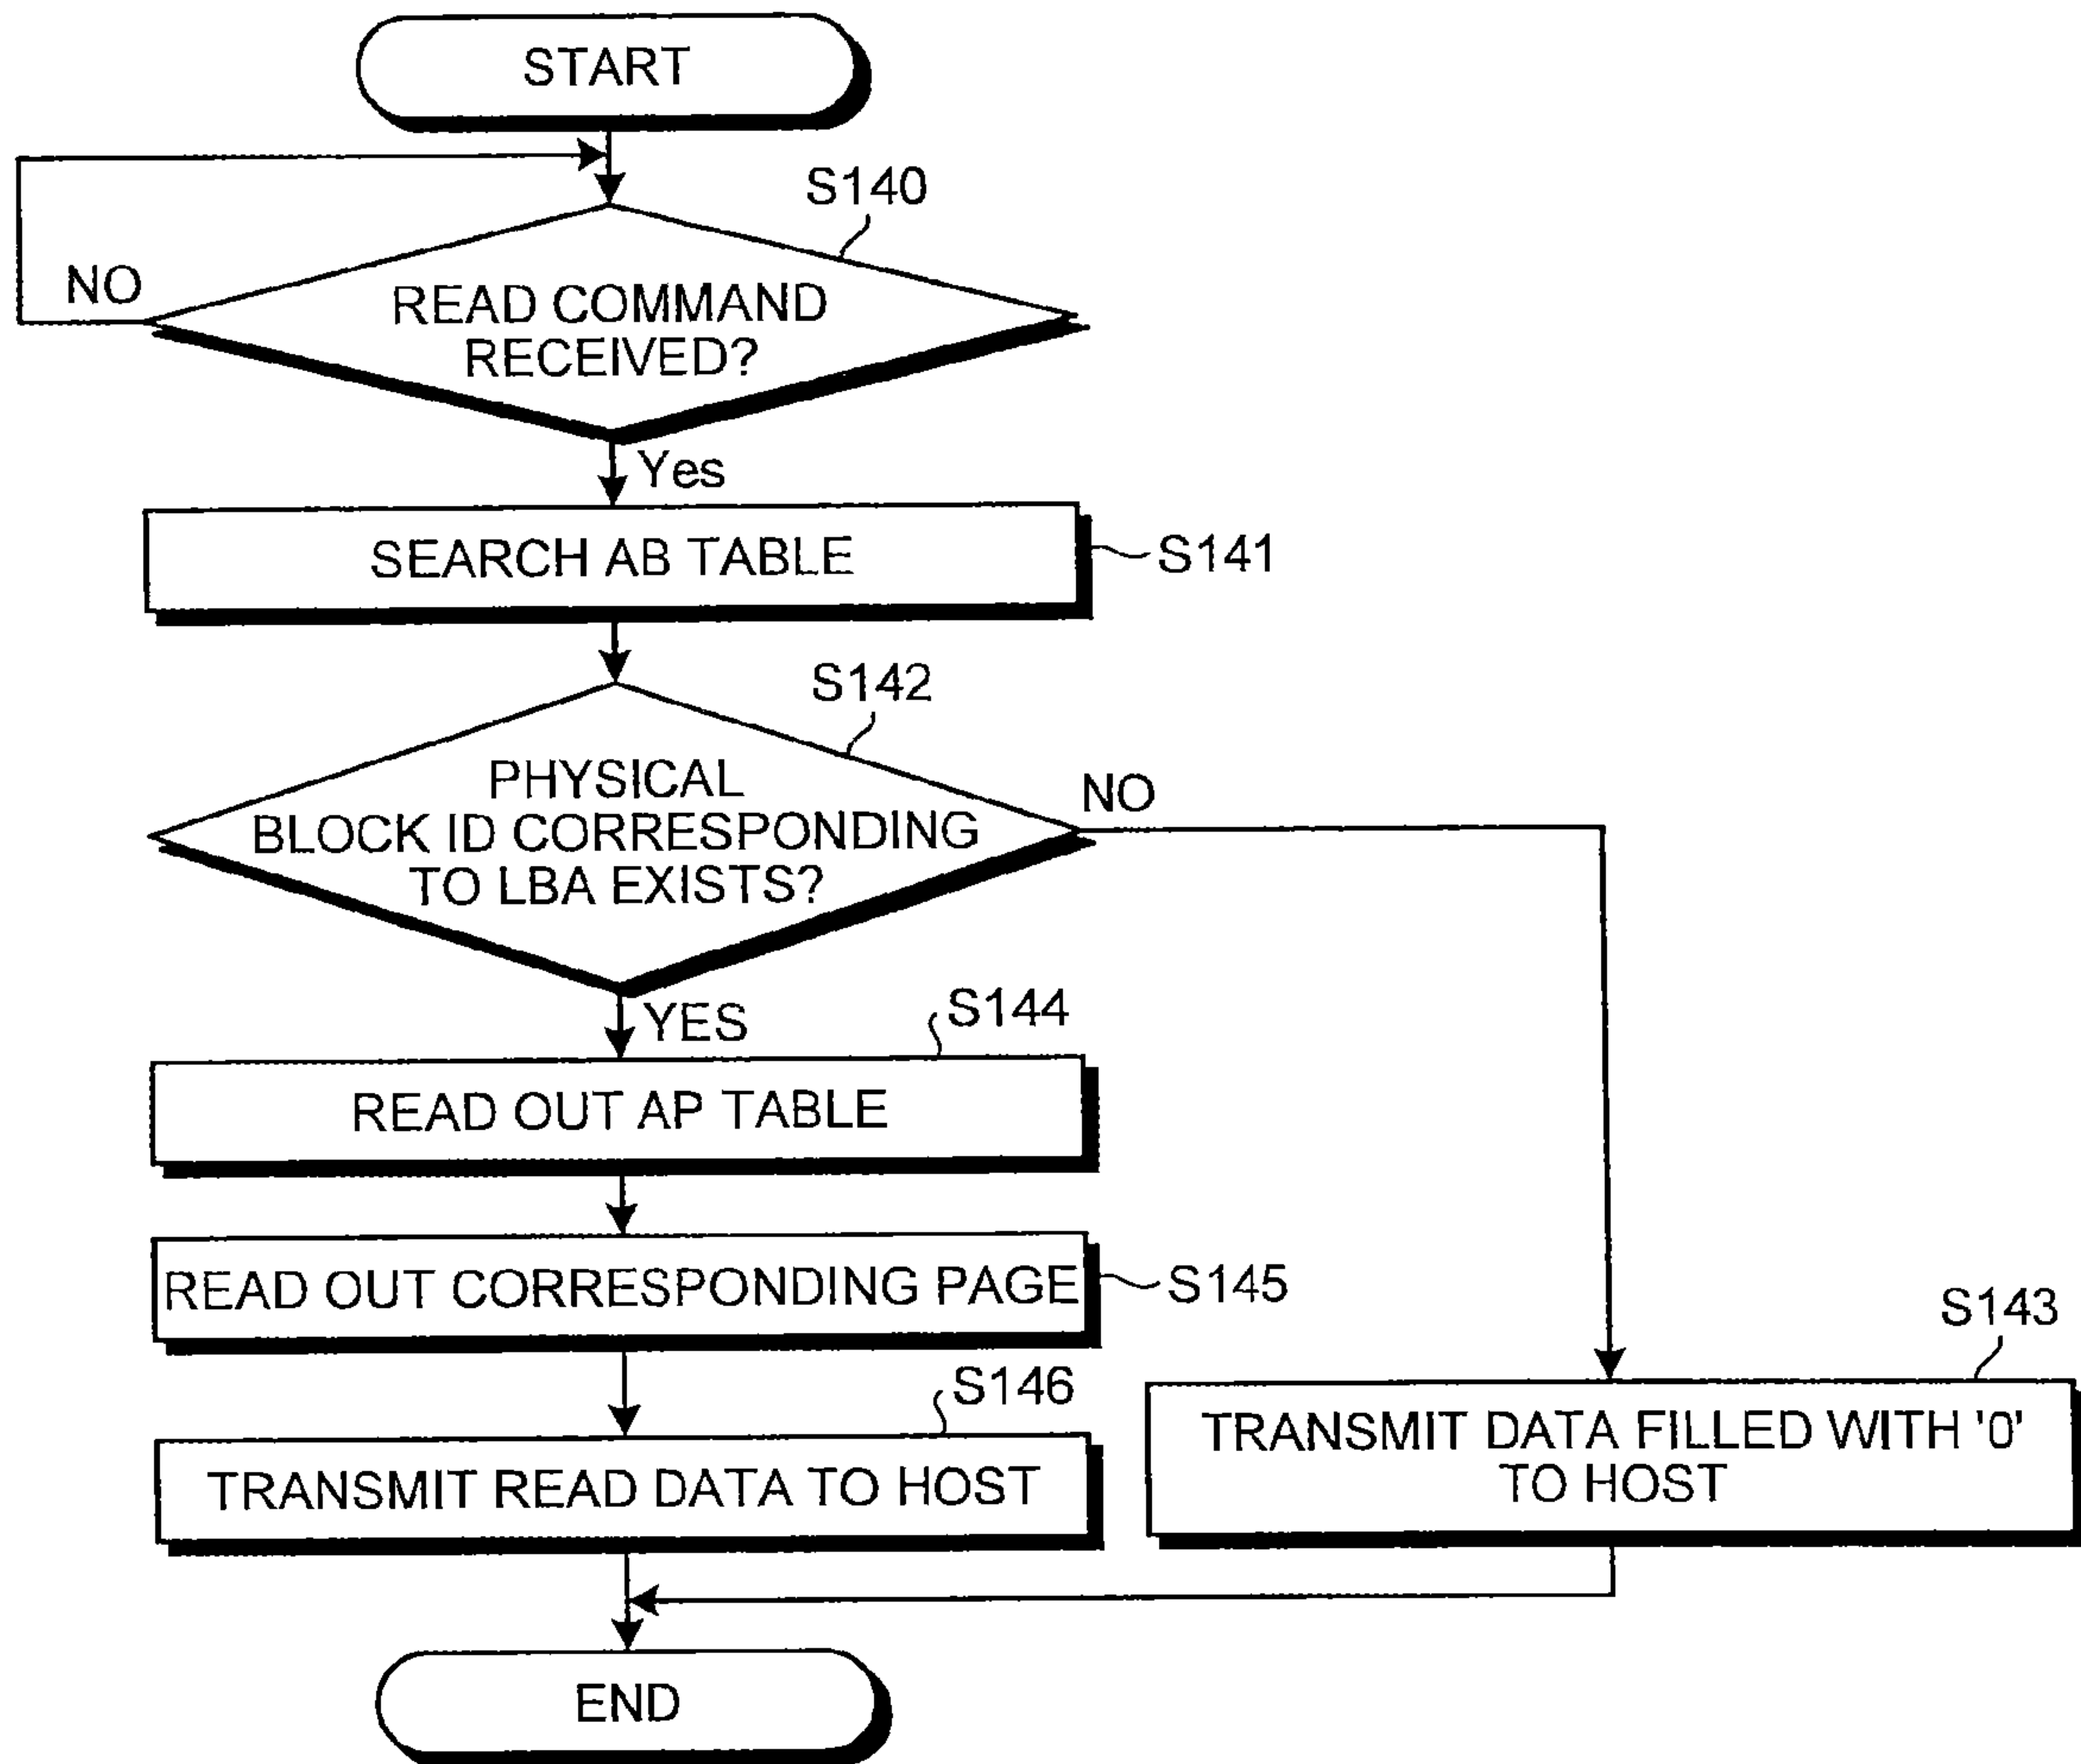 START
S140
NO
READ COMMAND
RECEIVED?
Yes
SEARCH AB TABLE
S141
S142
PHYSICAL
BLOCK ID CORRESPONDING
TO LBA EXISTS?
NO
YES
S144
READ OUT AP TABLE
READ OUT CORRESPONDING PAGE
S145
S143
TRANSMIT DATA FILLED WITH '0'
TO HOST
S146
TRANSMIT READ DATA TO HOST
END